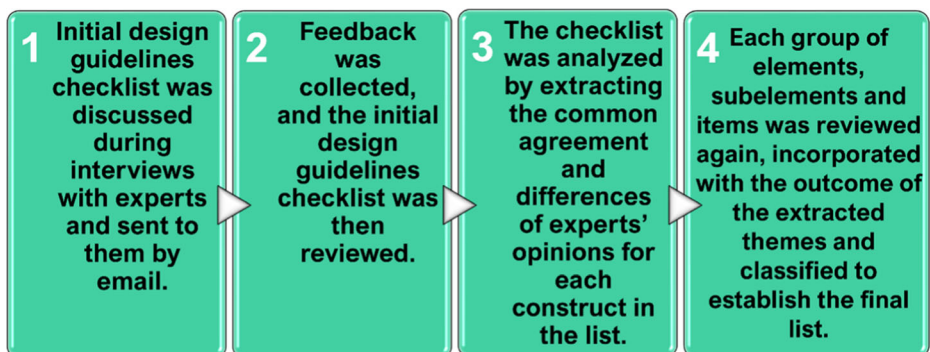 1
Initial design
guidelines
checklist was
discussed
during
interviews
with experts
and sent to
them by
email.
2
Feedback
was
collected,
and the initial
design
guidelines
checklist was
then
reviewed.
3
The checklist
was analyzed
by extracting
the common
agreement
and
differences
of experts’
opinions for
each
construct in
the list.
4
Each group of
elements,
subelements and
items was reviewed
again, incorporated
with the outcome of
the extracted
themes and
classified to
establish the final
list.